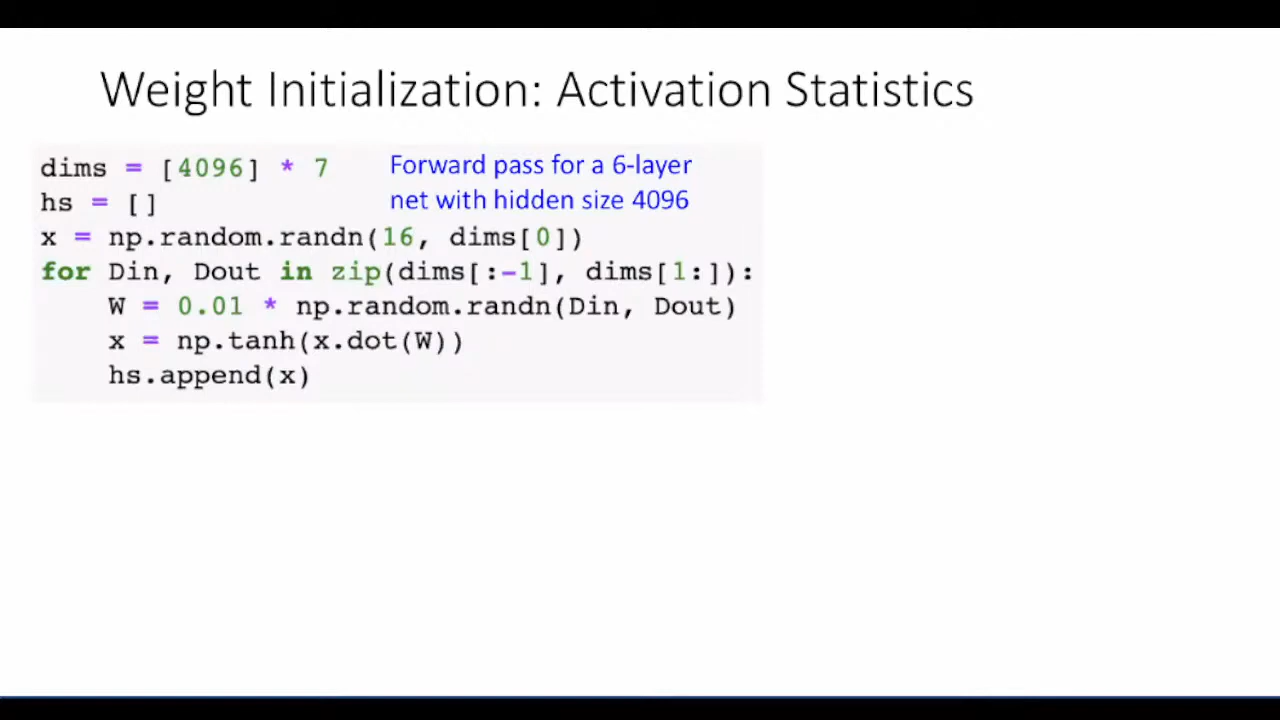 Weight Initialization: Activation Statistics
dims = [4096] * 7
Forward pass for a 6-layer
hs = []
net with hidden size 4096
x = np.random.randn(16, dims[0])
for Din, Dout in zip(dims[:-1], dims[1:]):
    W = 0.01 * np.random.randn(Din, Dout)
    x = np.tanh(x.dot(W))
    hs.append(x)